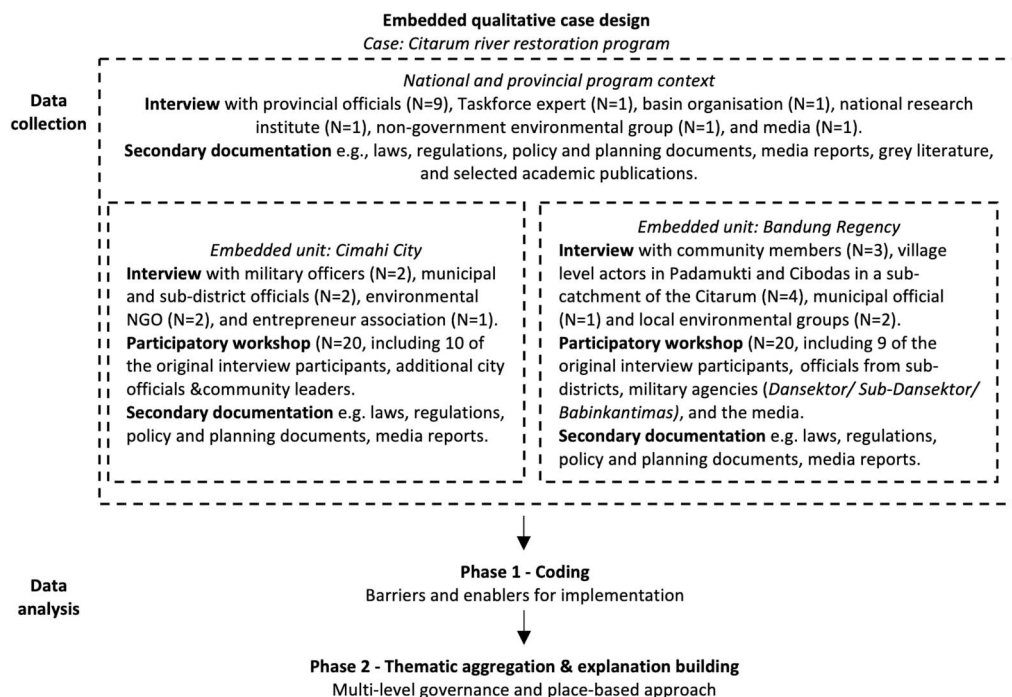 Embedded qualitative case design
Case: Citarum river restoration program
Data
collection
National and provincial program context
Interview with provincial officials (N=9), Taskforce expert (N=1), basin organisation (N=1), national research
institute (N=1), non-government environmental group (N=1), and media (N=1).
Secondary documentation e.g., laws, regulations, policy and planning documents, media reports, grey literature,
and selected academic publications.
Embedded unit: Cimahi City
Interview with military officers (N=2), municipal
and sub-district officials (N=2), environmental
NGO (N=2), and entrepreneur association (N=1).
Participatory workshop (N=20, including 10 of
the original interview participants, additional city
officials &community leaders.
Secondary documentation e.g. laws, regulations,
policy and planning documents, media reports.
Embedded unit: Bandung Regency
Interview with community members (N=3), village
level actors in Padamukti and Cibodas in a sub-
catchment of the Citarum (N=4), municipal official
(N=1) and local environmental groups (N=2).
Participatory workshop (N=20, including 9 of the
original interview participants, officials from sub-
districts, military agencies (Dansektor/ Sub-Dansektor/
Babinkantimas), and the media.
Secondary documentation e.g. laws, regulations,
policy and planning documents, media reports.
Data
analysis
Phase 1 - Coding
Barriers and enablers for implementation
Phase 2 - Thematic aggregation & explanation building
Multi-level governance and place-based approach